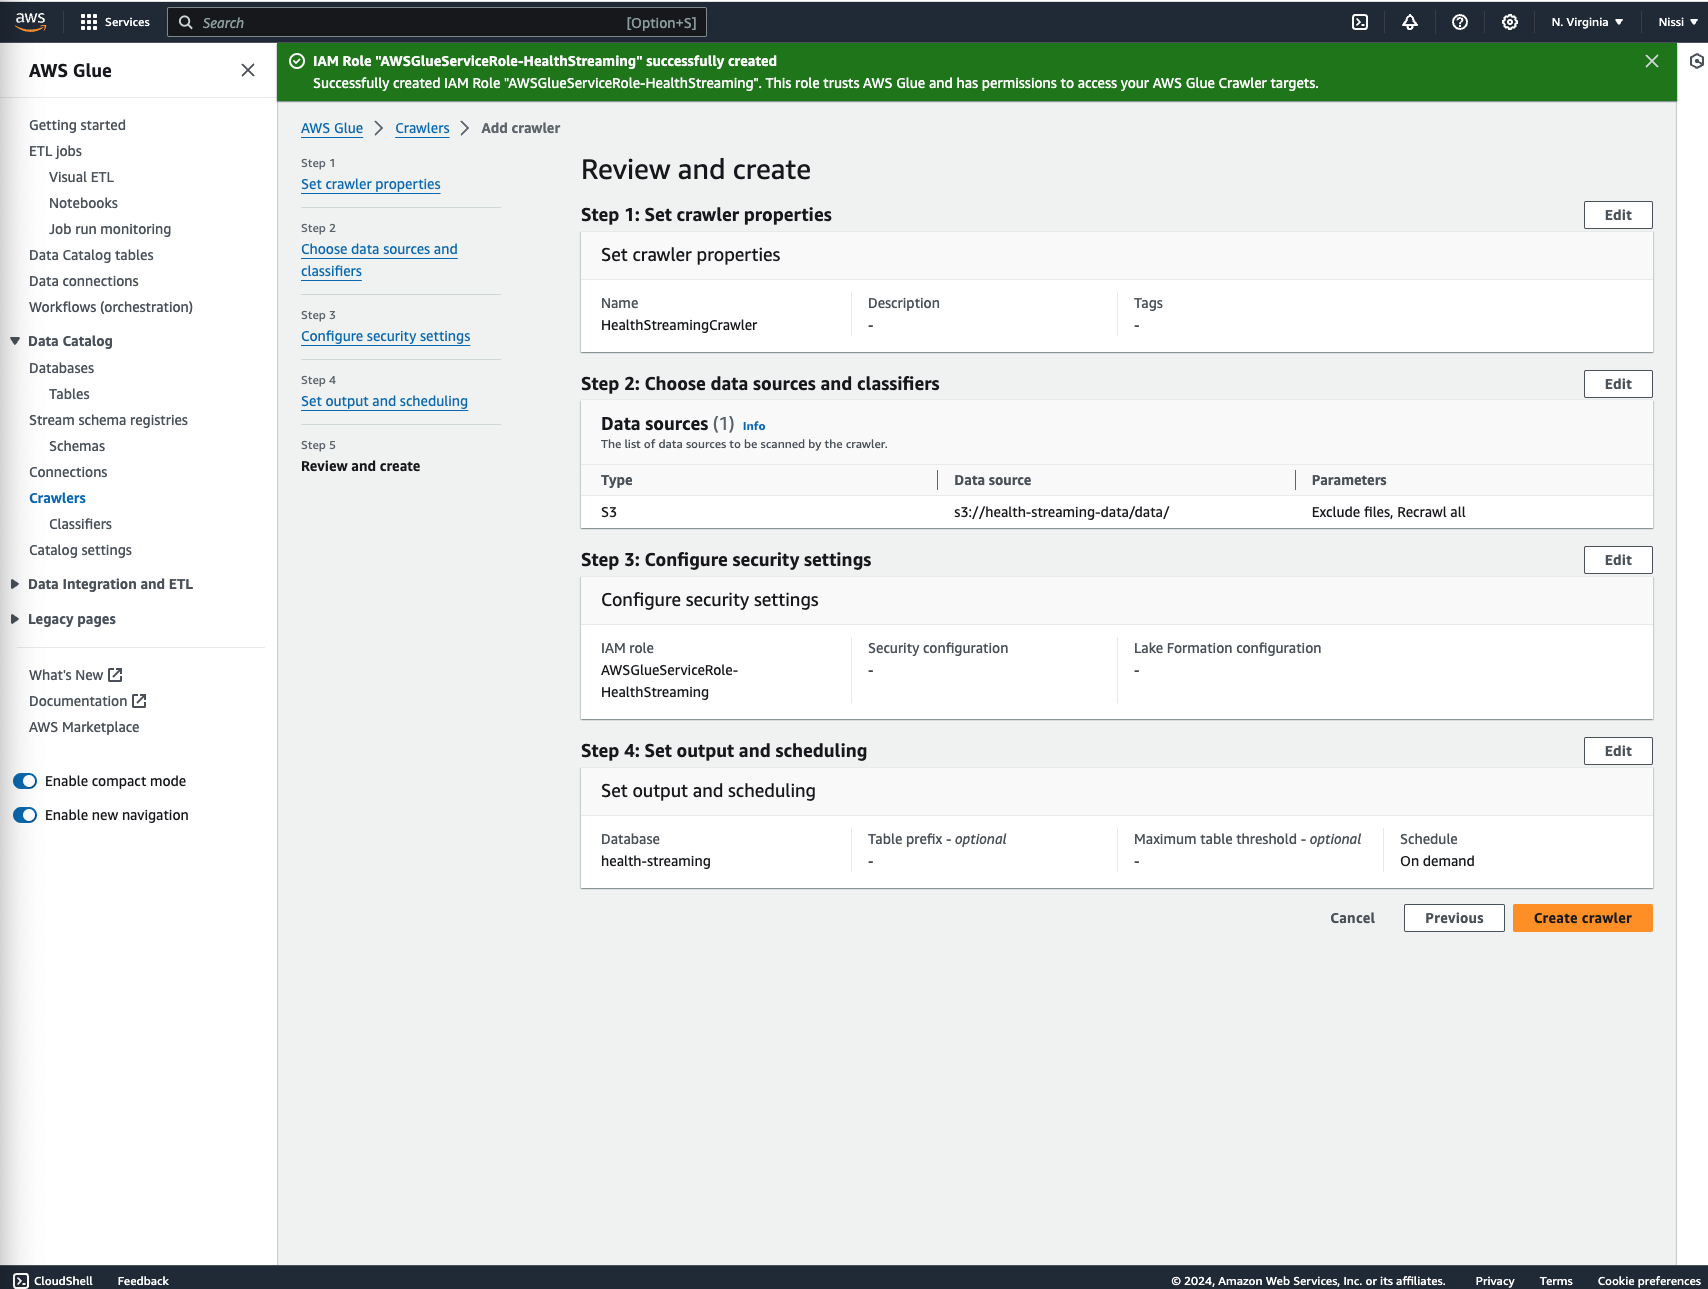 aws
Services
Search
[Option+S]
N. Virginia
Nissi
AWS Glue
Getting started
ETL jobs
Visual ETL
Notebooks
Job run monitoring
Data Catalog tables
Data connections
Workflows (orchestration)
Data Catalog
Databases
Tables
Stream schema registries
Schemas
Connections
Crawlers
Classifiers
Catalog settings
Data Integration and ETL
Legacy pages
What's New
Documentation
AWS Marketplace
Enable compact mode
Enable new navigation
IAM Role "AWSGlueServiceRole-HealthStreaming" successfully created
Successfully created IAM Role "AWSGlueServiceRole-HealthStreaming". This role trusts AWS Glue and has permissions to access your AWS Glue Crawler targets.
AWS Glue > Crawlers > Add crawler
Step 1
Set crawler properties
Step 2
Choose data sources and
classifiers
Step 3
Configure security settings
Step 4
Set output and scheduling
Step 5
Review and create
Review and create
Step 1: Set crawler properties
Edit
Set crawler properties
Name
Description
Tags
HealthStreamingCrawler
-
-
Step 2: Choose data sources and classifiers
Edit
Data sources (1) Info
The list of data sources to be scanned by the crawler.
Type
Data source
Parameters
S3
s3://health-streaming-data/data/
Exclude files, Recrawl all
Step 3: Configure security settings
Edit
Configure security settings
IAM role
Security configuration
Lake Formation configuration
AWSGlueServiceRole-
HealthStreaming
-
-
Step 4: Set output and scheduling
Edit
Set output and scheduling
Database
Table prefix - optional
Maximum table threshold - optional
Schedule
health-streaming
-
-
On demand
Cancel
Previous
Create crawler
CloudShell
Feedback
© 2024, Amazon Web Services, Inc. or its affiliates.
Privacy
Terms
Cookie preferences